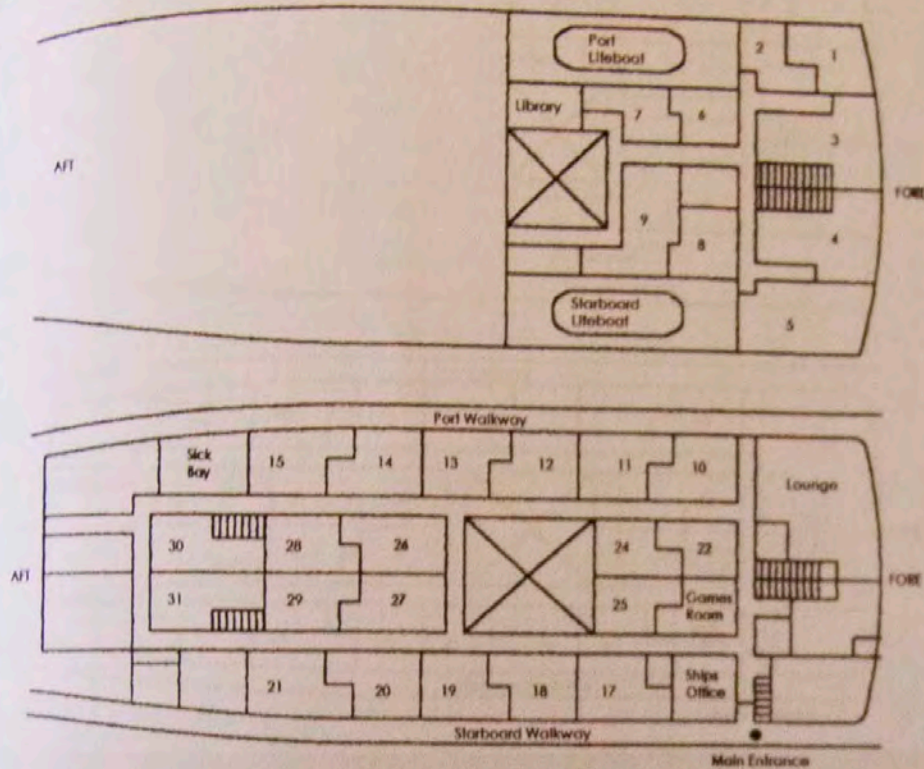 Port
Lifeboat
2
1
Library
7
6
3
AFT
FORE
9
8
4
Starboard
Lifeboat
5
Port Walkway
Sick
Bay
15
14
13
12
11
10
Lounge
30
28
26
24
22
AFT
FORE
31
29
27
25
Games
Room
21
20
19
18
17
Ships
Office
Starboard Walkway
Main Entrance